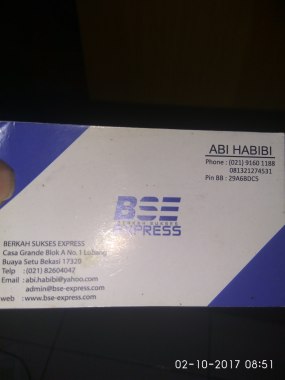 ABI HABIBI
Phone : (021) 9160 1188
081321274531
Pin BB : 29A6BDC5
BSE
BERKAH SUKSES
EXPRESS
BERKAH SUKSES EXPRESS
Casa Grande Blok A No. 1 Lubang
Buaya Setu Bekasi 17320
Telp : (021) 82604047
Email : abi.habibi@yahoo.com
admin@bse-express.com
web : www.bse-express.com
02-10-2017 08:51